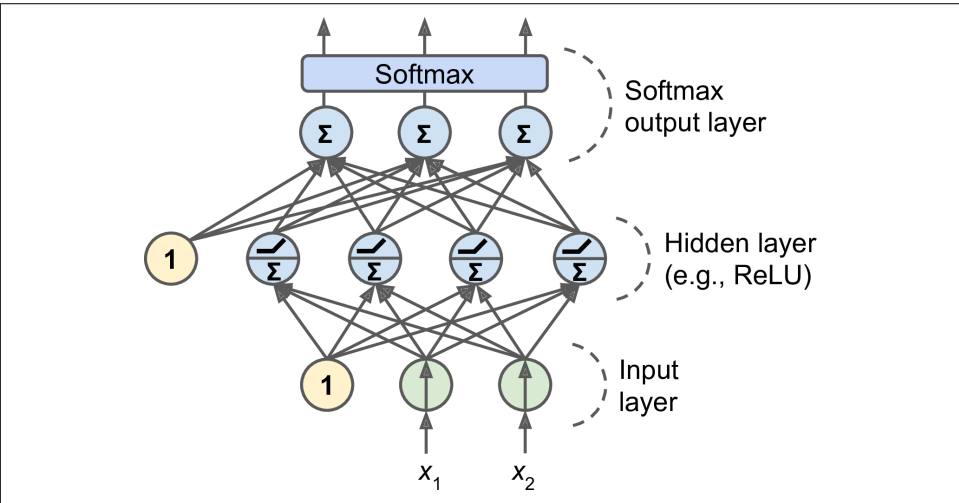 Softmax
Softmax
output layer
Σ Σ Σ
Hidden layer
(e.g., ReLU)
1
Σ Σ Σ Σ
Input
layer
1
x1 x2